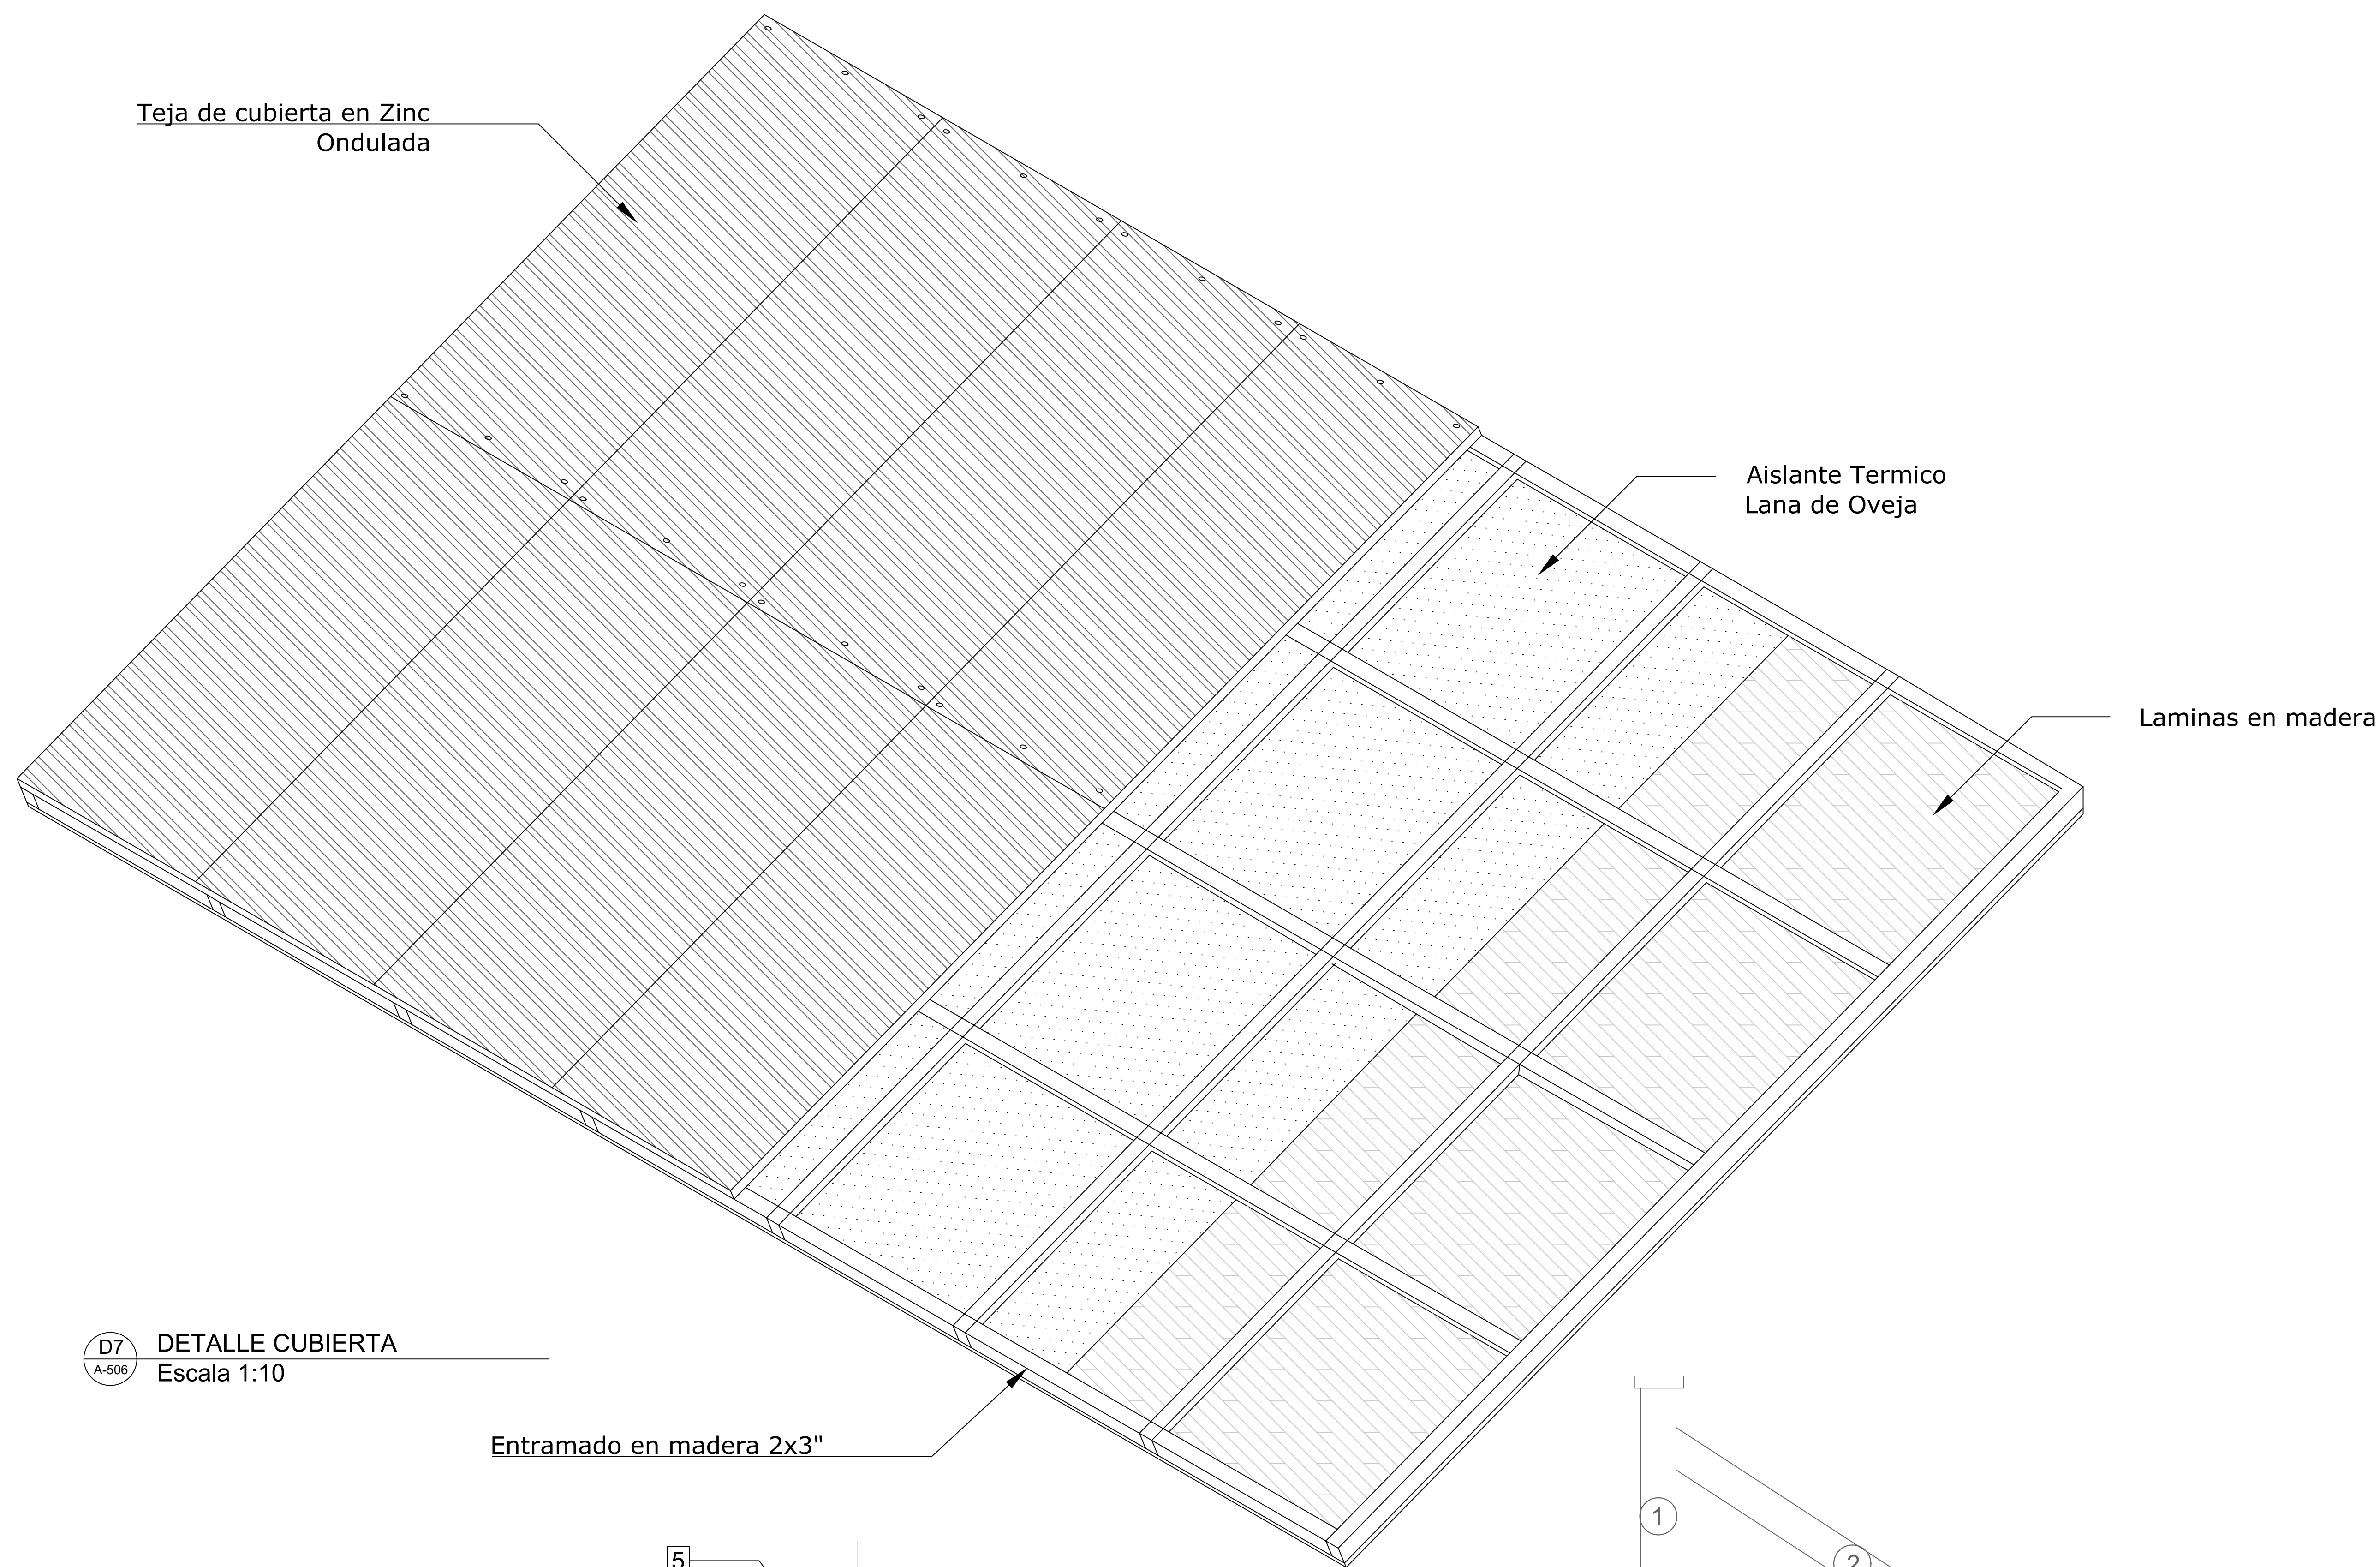 Teja de cubierta en Zinc
Ondulada
Aislante Termico
Lana de Oveja
Laminas en madera
D7
A-506
DETALLE CUBIERTA
Escala 1:10
Entramado en madera 2x3"
1
5
2